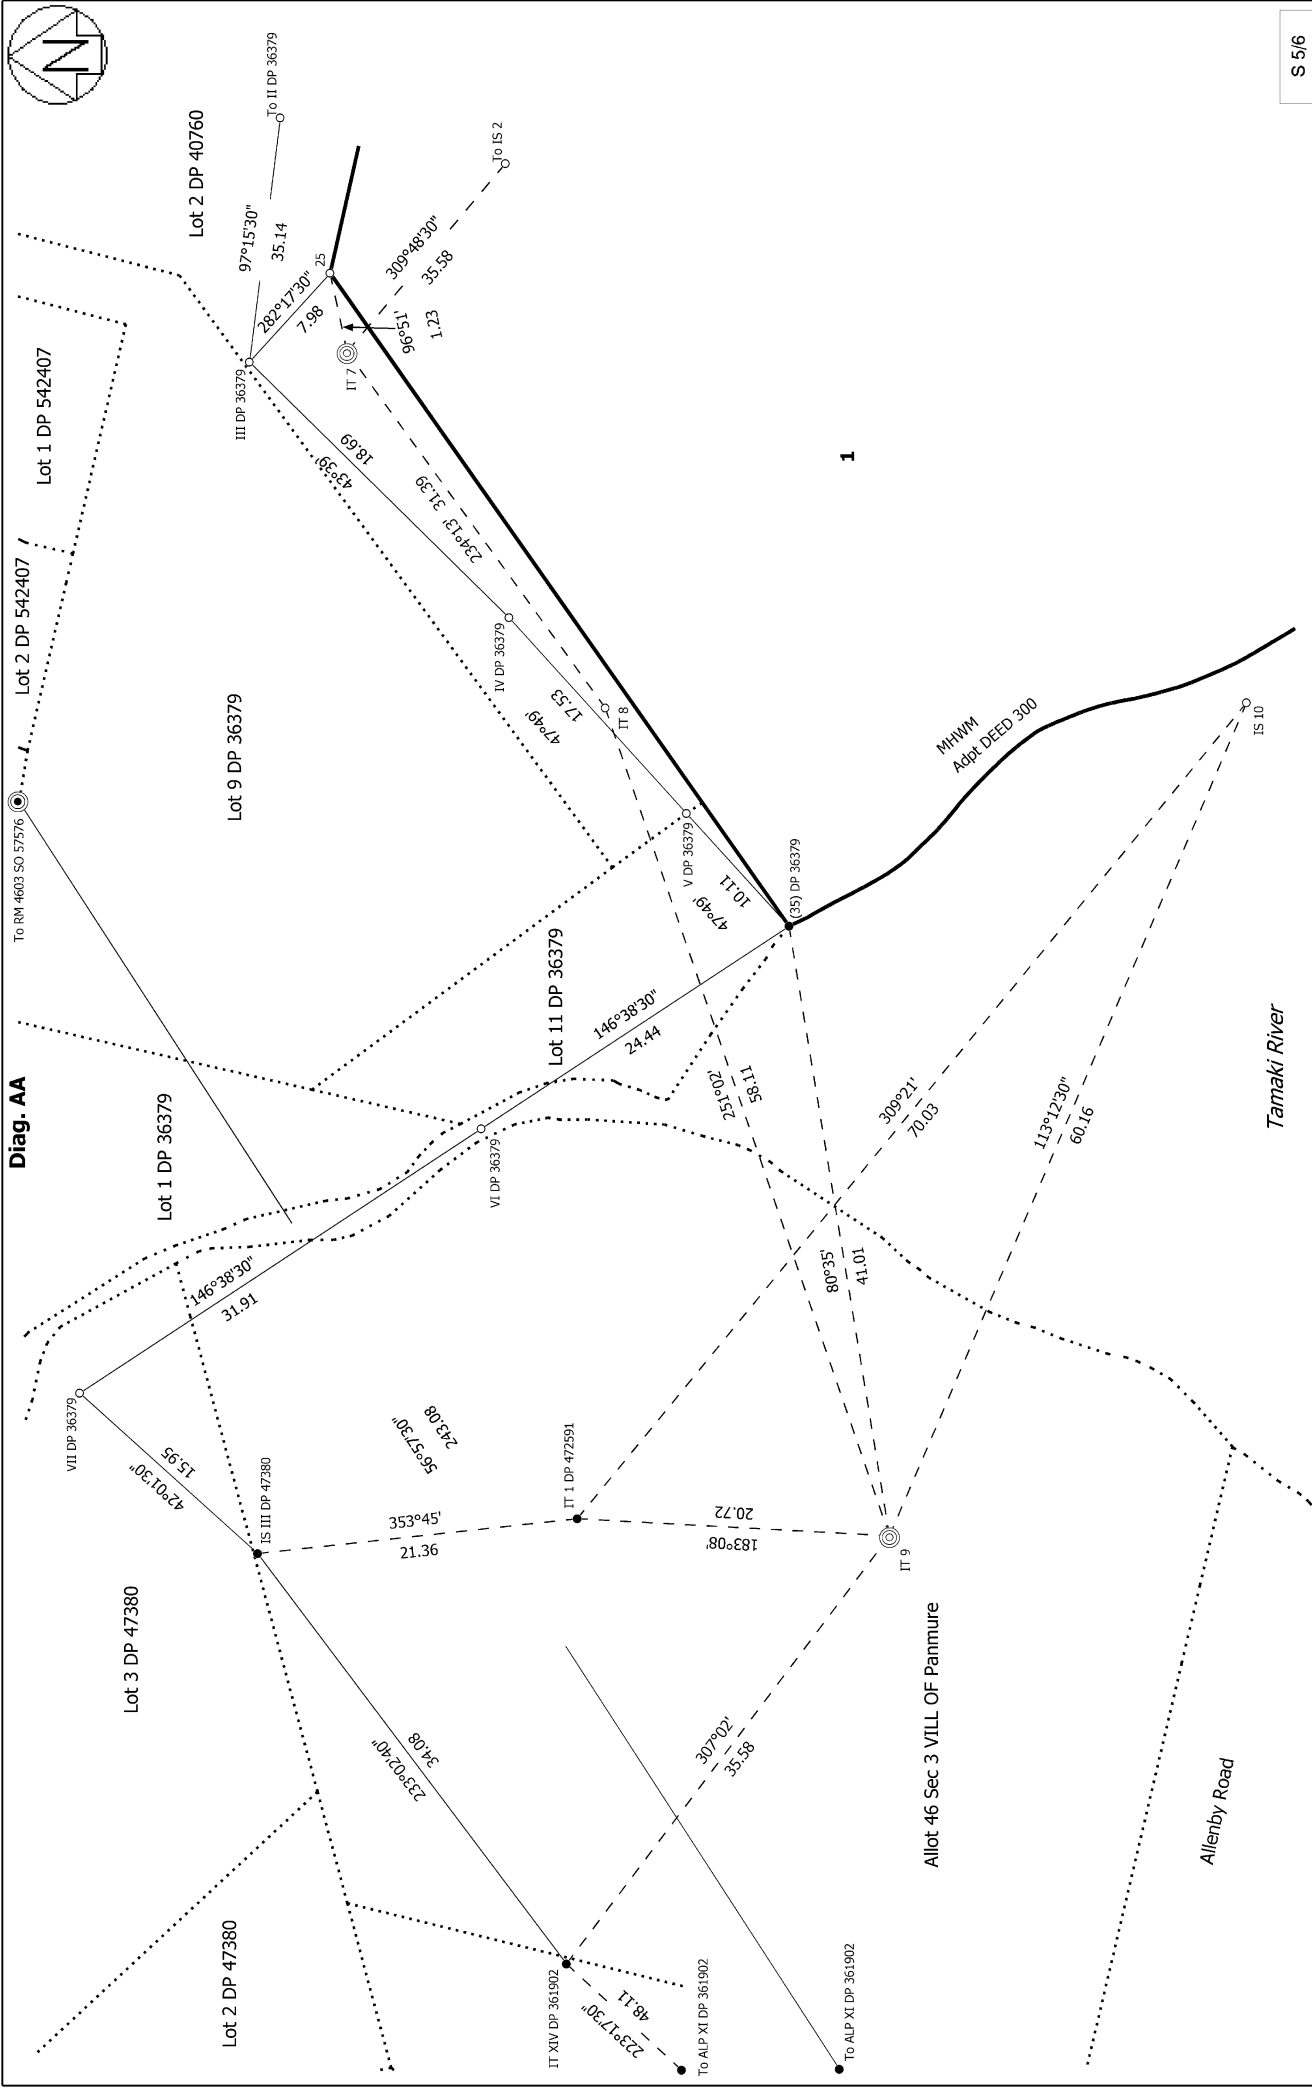 Diag. AA
N
S 5/6
To II DP 36379
Lot 2 DP 40760
97°15'30"
35.14
25
282°17'30"
7.98
To IS 2
309°48'30"
35.58
96°51'
1.23
IT 7
III DP 36379
Lot 1 DP 542407
43°39'
18.69
234°13' 31.39
1
Lot 2 DP 542407
IV DP 36379
47°49'
17.53
IT 8
Lot 9 DP 36379
MHWM
Adpt DEED 300
IS 10
To RM 4603 SO 57576
V DP 36379
47°49'
10.11
(35) DP 36379
Lot 11 DP 36379
146°38'30"
24.44
251°02'
58.11
309°21'
70.03
113°12'30"
60.16
Tamaki River
Lot 1 DP 36379
VI DP 36379
80°35'
41.01
146°38'30"
31.91
VII DP 36379
42°01'30"
15.95
56°57'30"
243.08
IS III DP 47380
IT 1 DP 472591
353°45'
21.36
183°08'
20.72
IT 9
Lot 3 DP 47380
233°02'40"
34.08
307°02'
35.58
Allot 46 Sec 3 VILL OF Panmure
Allenby Road
Lot 2 DP 47380
IT XIV DP 361902
223°17'30"
48.11
To ALP XI DP 361902
To ALP XI DP 361902